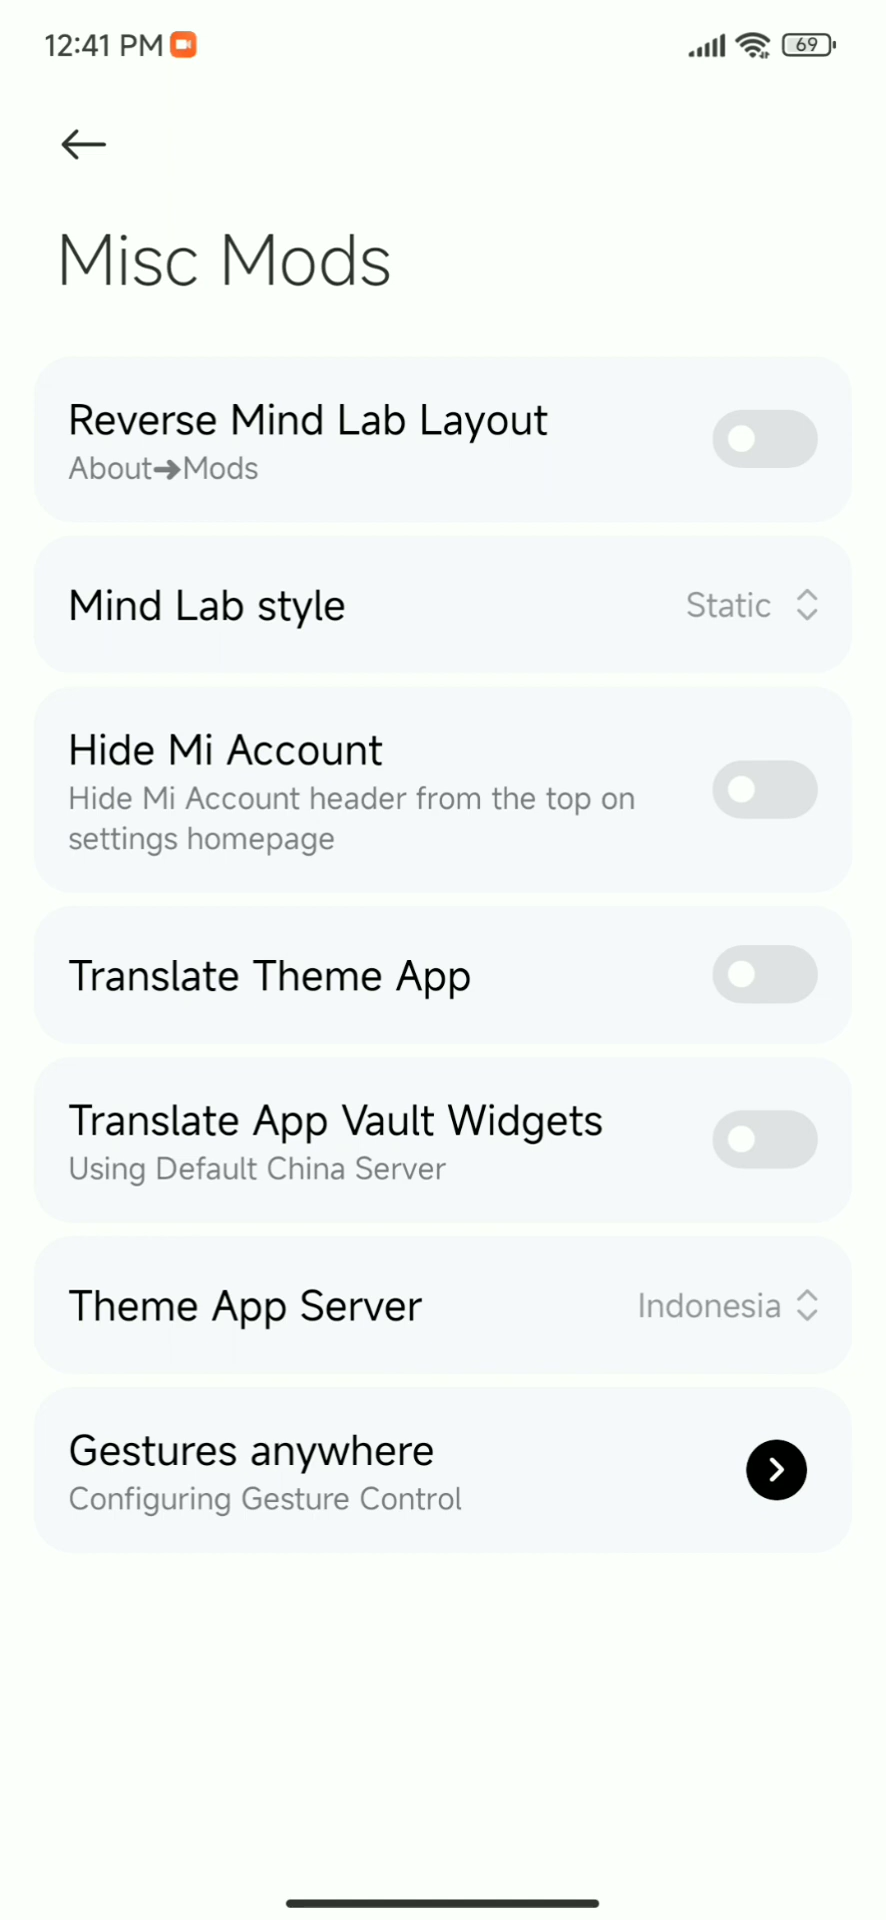 12:41 PM
69
Misc Mods
Reverse Mind Lab Layout
About➜Mods
Mind Lab style
Static
Hide Mi Account
Hide Mi Account header from the top on
settings homepage
Translate Theme App
Translate App Vault Widgets
Using Default China Server
Theme App Server
Indonesia
Gestures anywhere
Configuring Gesture Control